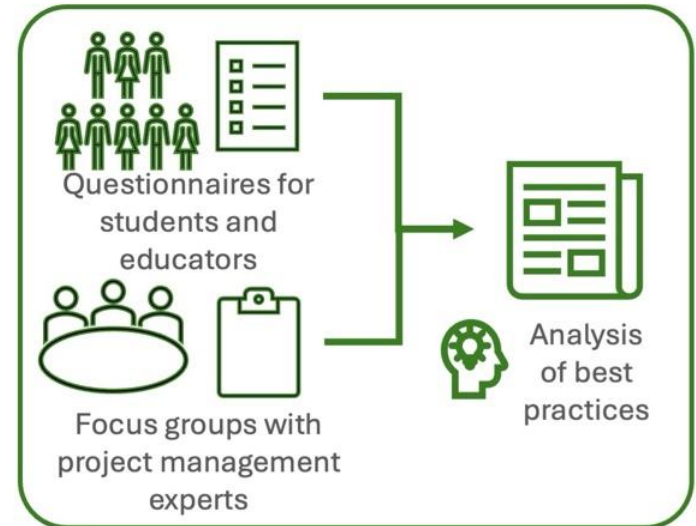 Questionnaires for
students and
educators
Focus groups with
project management
experts
Analysis
of best
practices